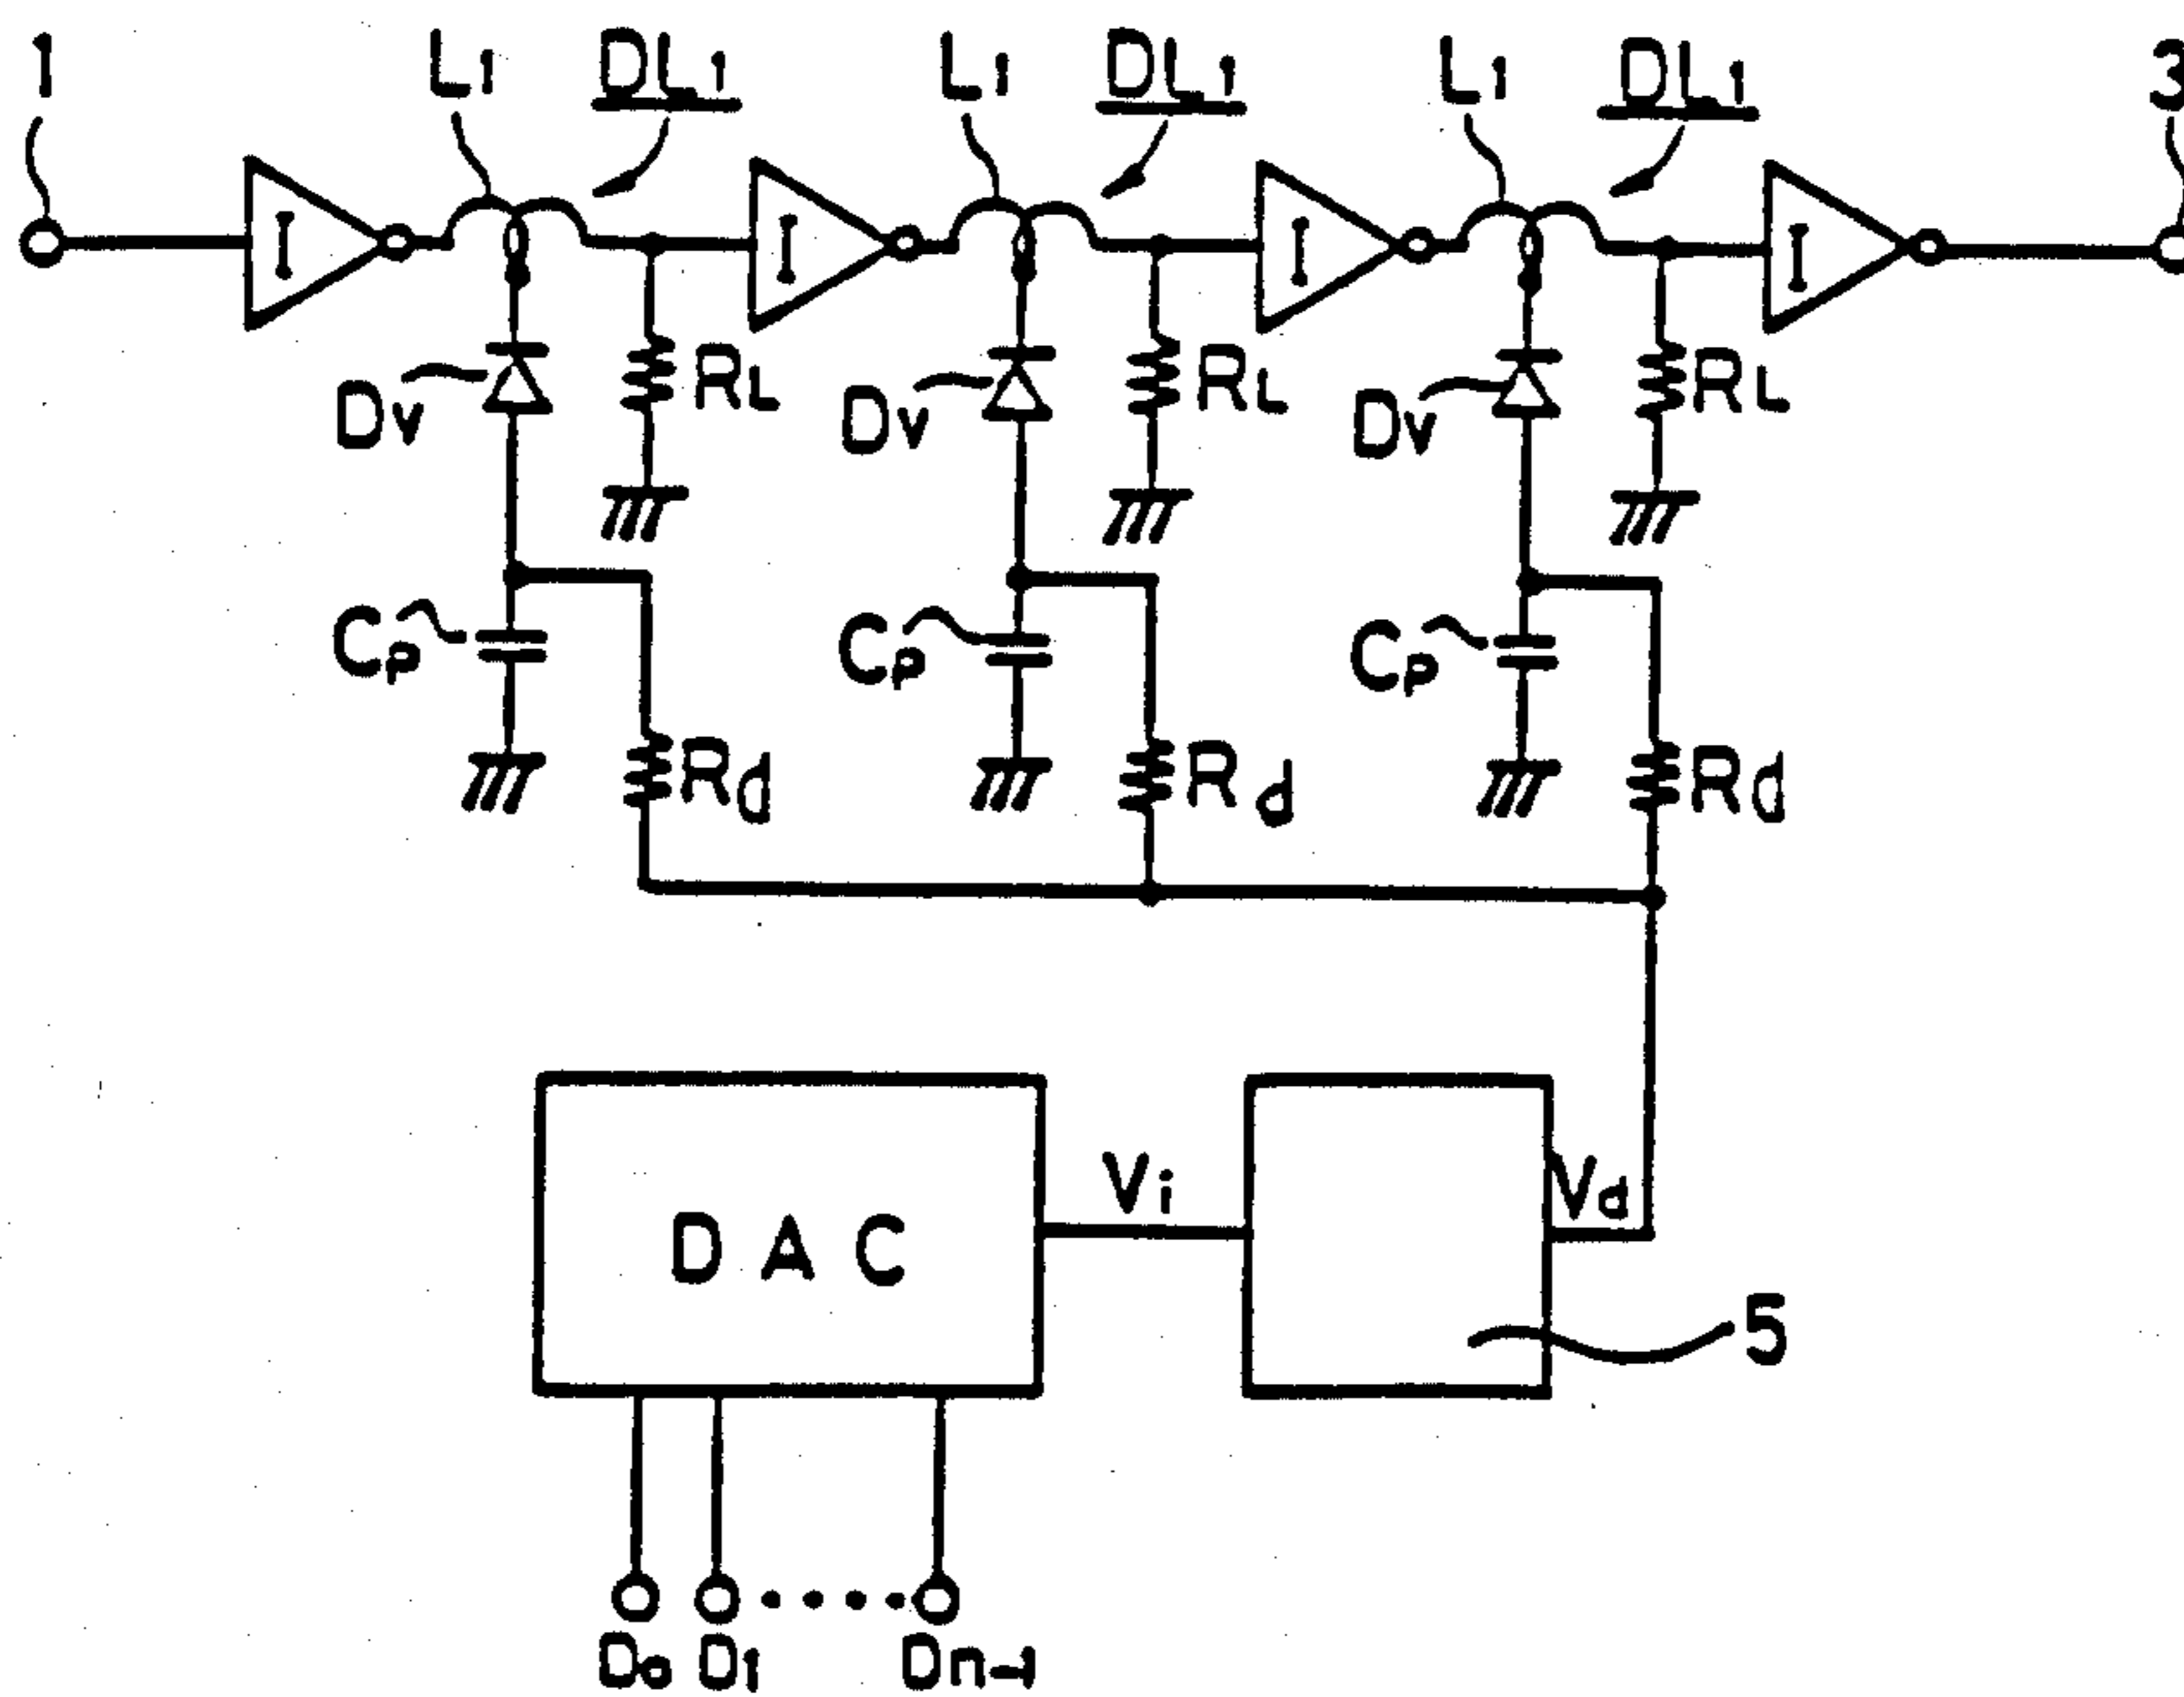 1 L1 DL1 L1 DL1 L1 DL1 3
I I I I
Dv RL Dv RL Dv RL
Cp Cp Cp
Rd Rd Rd
Vi Vd
DAC
5
D0 D1 Dn-1